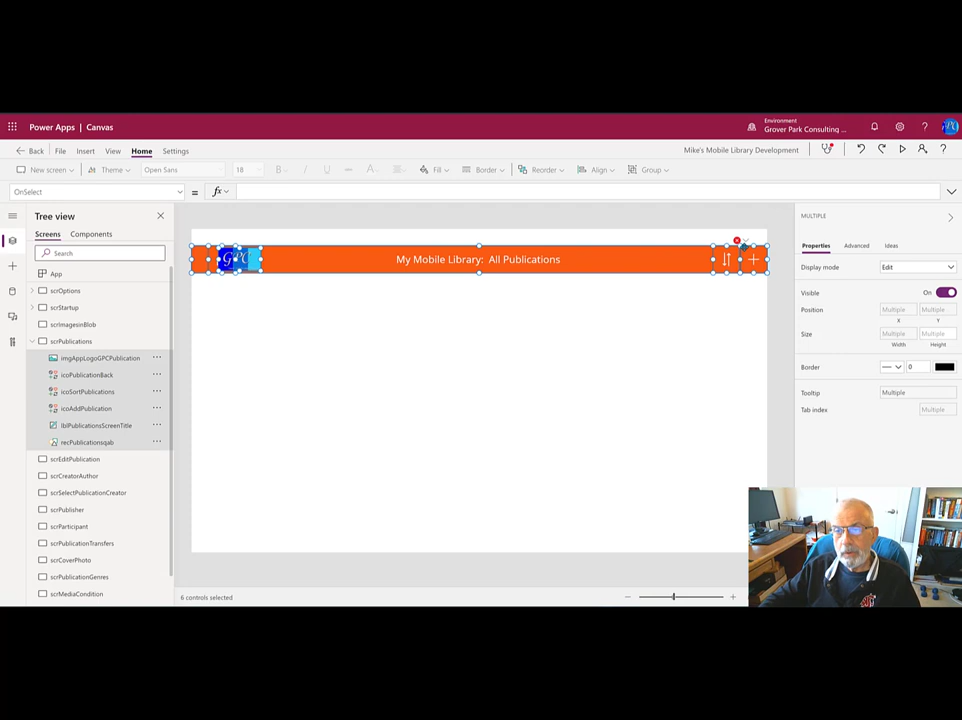 Power Apps | Canvas
Environment
Grover Park Consulting ...
GPC
Back File Insert View Home Settings
Mike's Mobile Library Development
New screen Theme Open Sans 18 B I U A Fill Border Reorder Align Group
OnSelect = fx
Tree view
Screens Components
Search
App
scrOptions
scrStartup
scrImagesinBlob
scrPublications
imgAppLogoGPCPublication
icoPublicationBack
icoSortPublications
icoAddPublication
lblPublicationsScreenTitle
recPublicationsqab
scrEditPublication
scrCreatorAuthor
scrSelectPublicationCreator
scrPublisher
scrParticipant
scrPublicationTransfers
scrCoverPhoto
scrPublicationGenres
scrMediaCondition
GPC
My Mobile Library: All Publications
MULTIPLE
Properties Advanced Ideas
Display mode Edit
Visible On
Position Multiple Multiple
X Y
Size Multiple Multiple
Width Height
Border 0
Tooltip Multiple
Tab index Multiple
6 controls selected